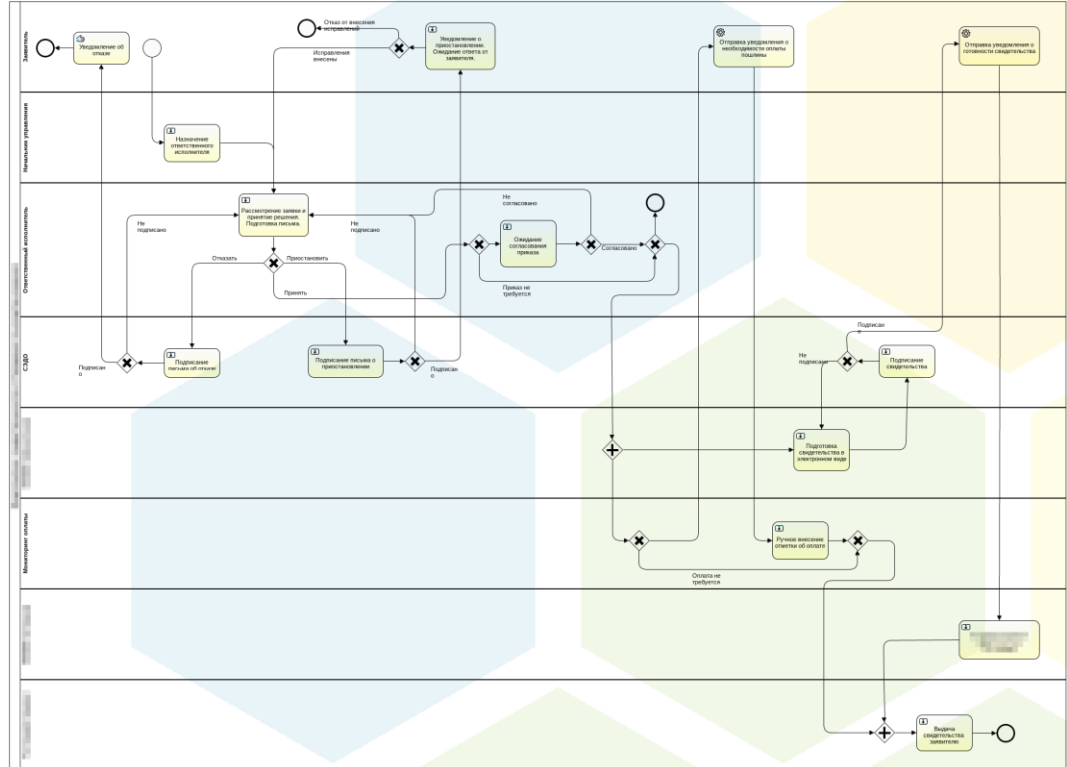 Заявитель
Уведомление об
отказе
Отказ от внесения
исправлений
Исправления
внесены
Уведомление о
приостановлении.
Ожидание ответа от
заявителя.
Отправка уведомления о
необходимости оплаты
пошлины
Отправка уведомления о
готовности свидетельства
Начальник управления
Назначение
ответственного
исполнителя
Ответственный исполнитель
Рассмотрение заявки и
принятие решения.
Подготовка письма.
Не
подписано
Не
подписано
Не
согласовано
Ожидание
согласования
приказа
Согласовано
Отказать
Приостановить
Принять
Приказ не
требуется
СЭДО
Подписан
о
Подписание
письма об отказе
Подписание письма о
приостановлении
Подписан
о
Подписан
о
Не
подписано
Подписание
свидетельства
Подготовка
свидетельства в
электронном виде
Мониторинг оплаты
Ручное внесение
отметки об оплате
Оплата не
требуется
Выдача
свидетельства
заявителю